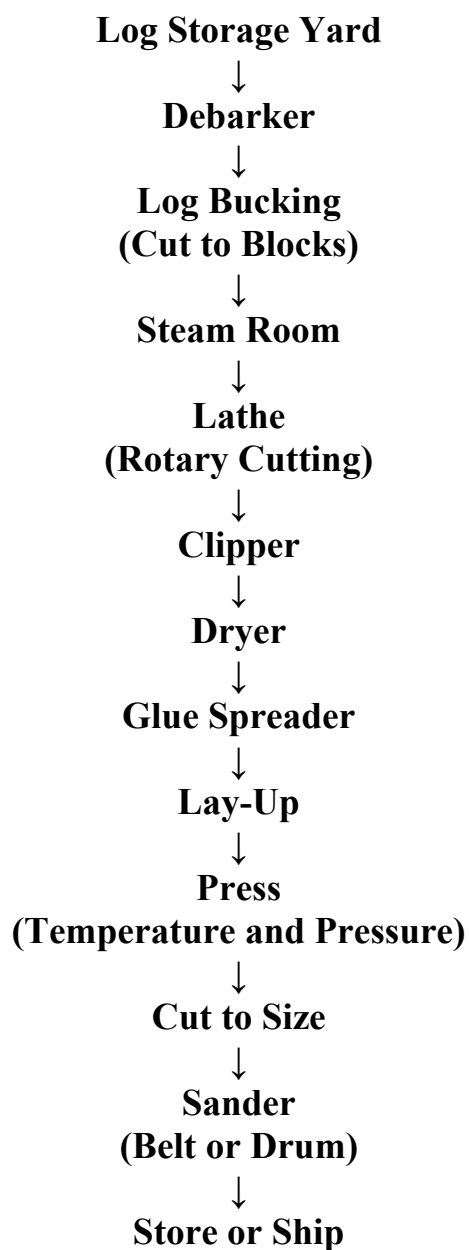 Log Storage Yard
↓
Debarker
↓
Log Bucking
(Cut to Blocks)
↓
Steam Room
↓
Lathe
(Rotary Cutting)
↓
Clipper
↓
Dryer
↓
Glue Spreader
↓
Lay-Up
↓
Press
(Temperature and Pressure)
↓
Cut to Size
↓
Sander
(Belt or Drum)
↓
Store or Ship